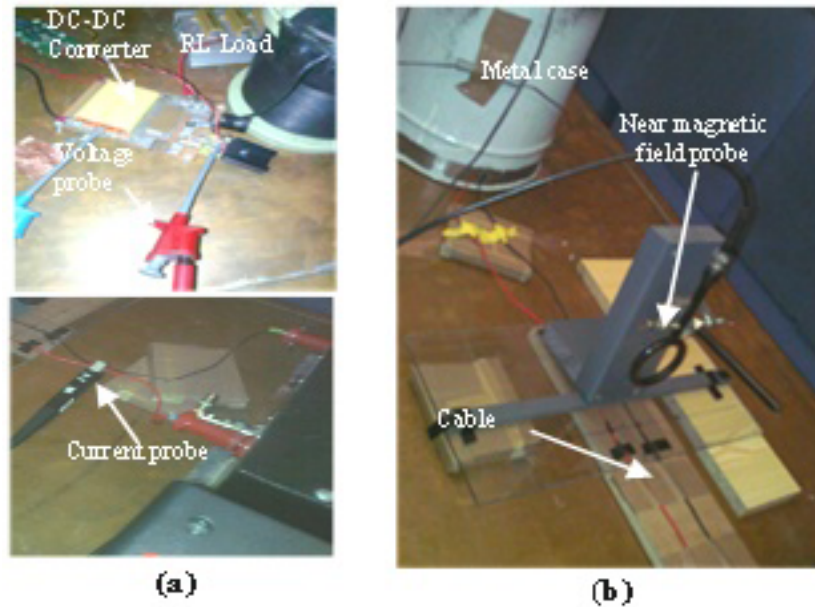 DC-DC
Converter
RL Load
Voltage
probe
Current probe
(a)
Metal case
Near magnetic
field probe
Cable
(b)